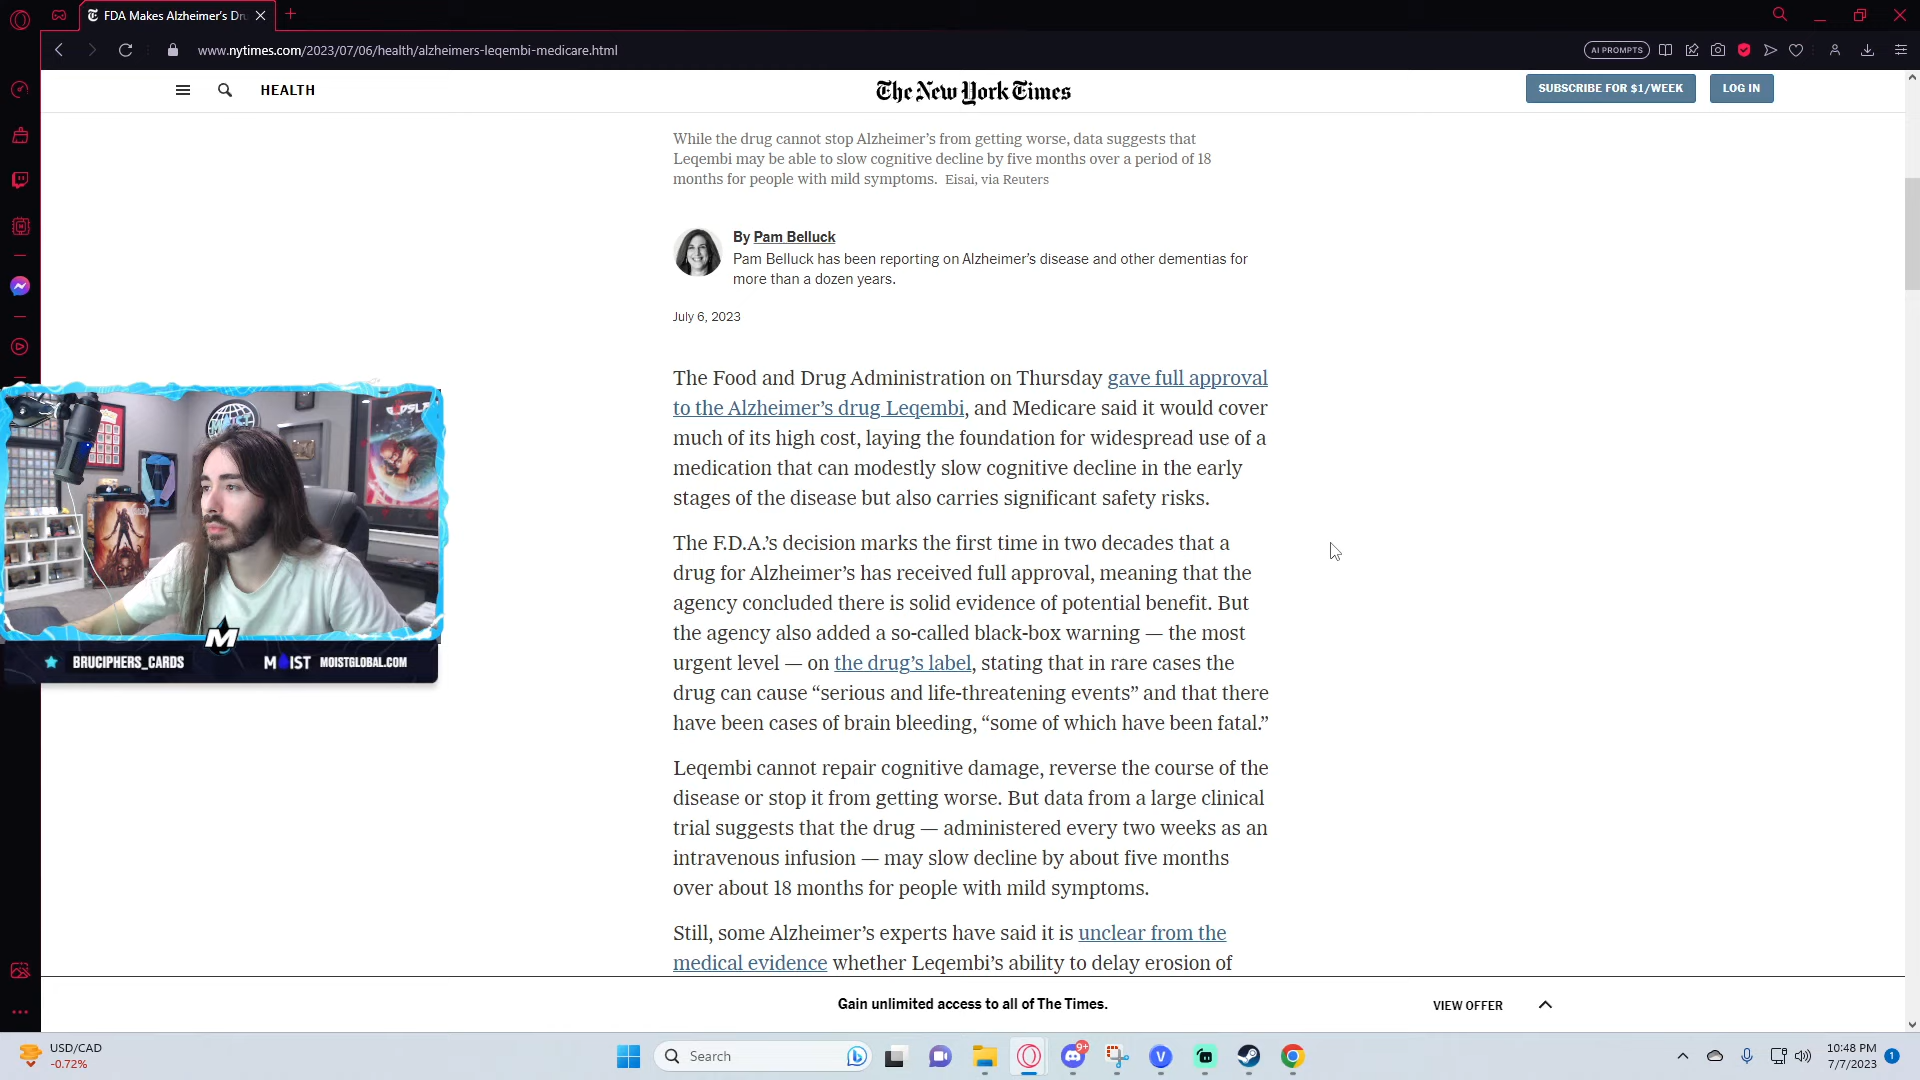 FDA Makes Alzheimer's Dr
www.nytimes.com/2023/07/06/health/alzheimers-leqembi-medicare.html
AI PROMPTS
HEALTH
The New York Times
SUBSCRIBE FOR $1/WEEK
LOG IN
While the drug cannot stop Alzheimer's from getting worse, data suggests that
Leqembi may be able to slow cognitive decline by five months over a period of 18
months for people with mild symptoms. Eisai, via Reuters
By Pam Belluck
Pam Belluck has been reporting on Alzheimer's disease and other dementias for
more than a dozen years.
July 6, 2023
The Food and Drug Administration on Thursday gave full approval
to the Alzheimer's drug Leqembi, and Medicare said it would cover
much of its high cost, laying the foundation for widespread use of a
medication that can modestly slow cognitive decline in the early
stages of the disease but also carries significant safety risks.
The F.D.A.'s decision marks the first time in two decades that a
drug for Alzheimer's has received full approval, meaning that the
agency concluded there is solid evidence of potential benefit. But
the agency also added a so-called black-box warning — the most
urgent level — on the drug's label, stating that in rare cases the
drug can cause “serious and life-threatening events” and that there
have been cases of brain bleeding, “some of which have been fatal.”
Leqembi cannot repair cognitive damage, reverse the course of the
disease or stop it from getting worse. But data from a large clinical
trial suggests that the drug — administered every two weeks as an
intravenous infusion — may slow decline by about five months
over about 18 months for people with mild symptoms.
Still, some Alzheimer's experts have said it is unclear from the
medical evidence whether Leqembi's ability to delay erosion of
M
BRUCIPHERS_CARDS
MOIST
MOISTGLOBAL.COM
Gain unlimited access to all of The Times.
VIEW OFFER
USD/CAD
-0.72%
Search
9+
V
10:48 PM
7/7/2023
1